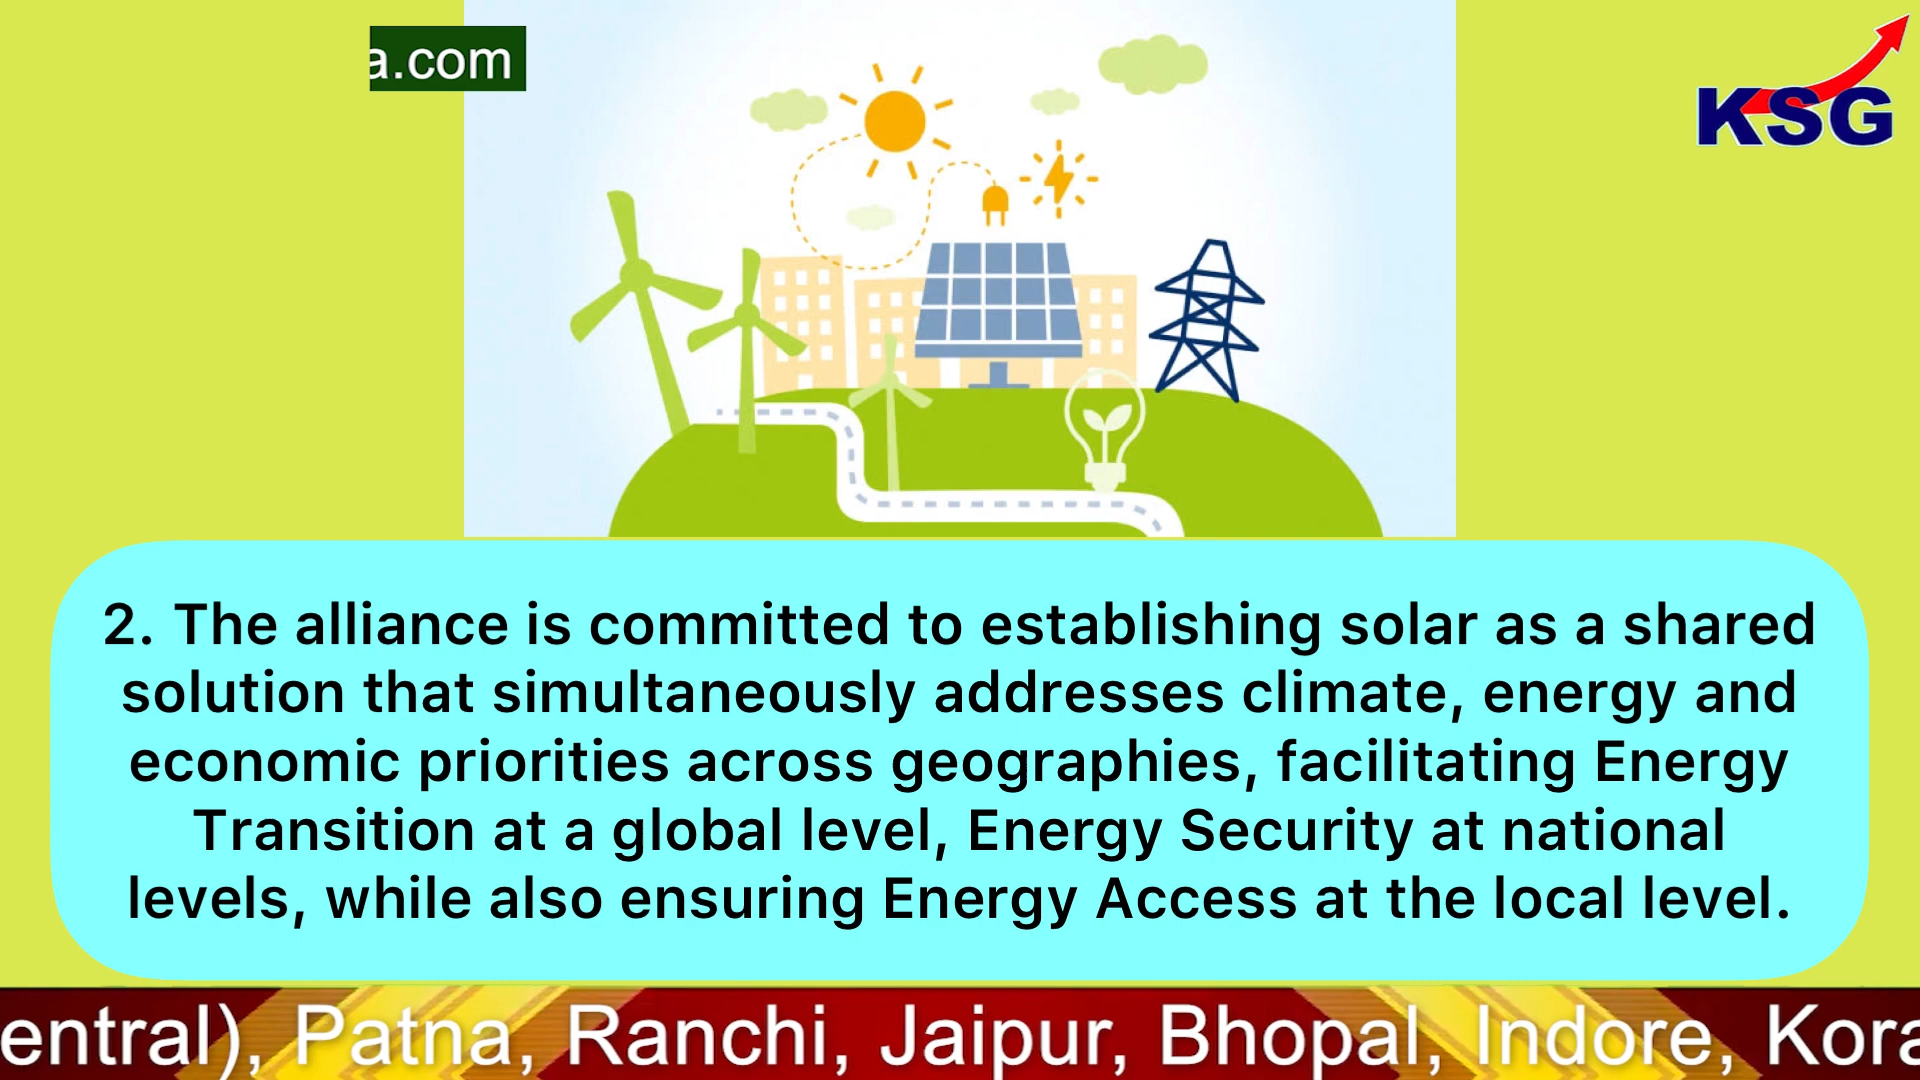 a.com
KSG
2. The alliance is committed to establishing solar as a shared
solution that simultaneously addresses climate, energy and
economic priorities across geographies, facilitating Energy
Transition at a global level, Energy Security at national
levels, while also ensuring Energy Access at the local level.
entral), Patna, Ranchi, Jaipur, Bhopal, Indore, Kora